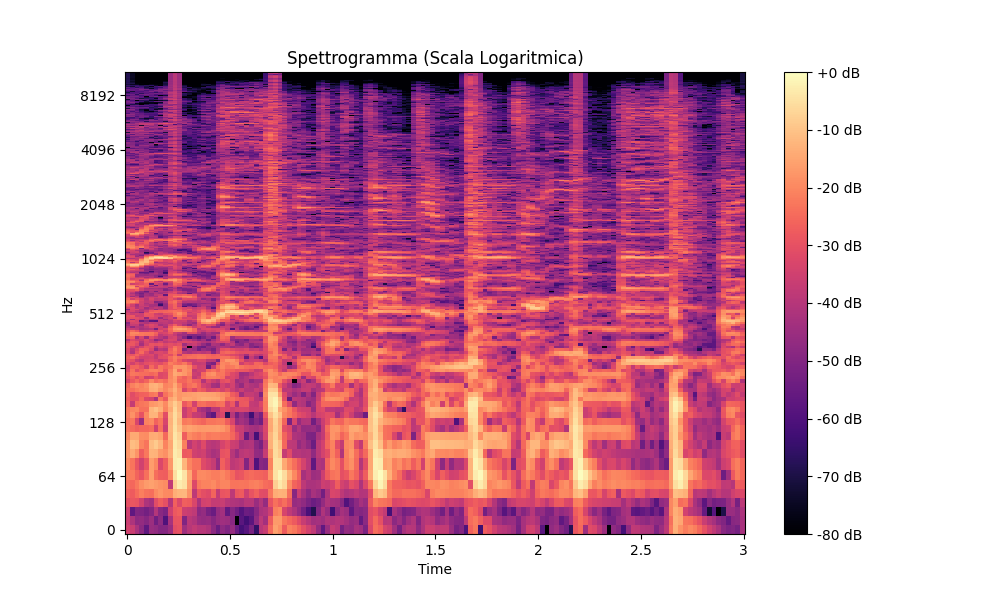 Spettrogramma (Scala Logaritmica)
8192
4096
2048
1024
512
256
128
64
0
Hz
0 0.5 1 1.5 2 2.5 3
Time
+0 dB
-10 dB
-20 dB
-30 dB
-40 dB
-50 dB
-60 dB
-70 dB
-80 dB